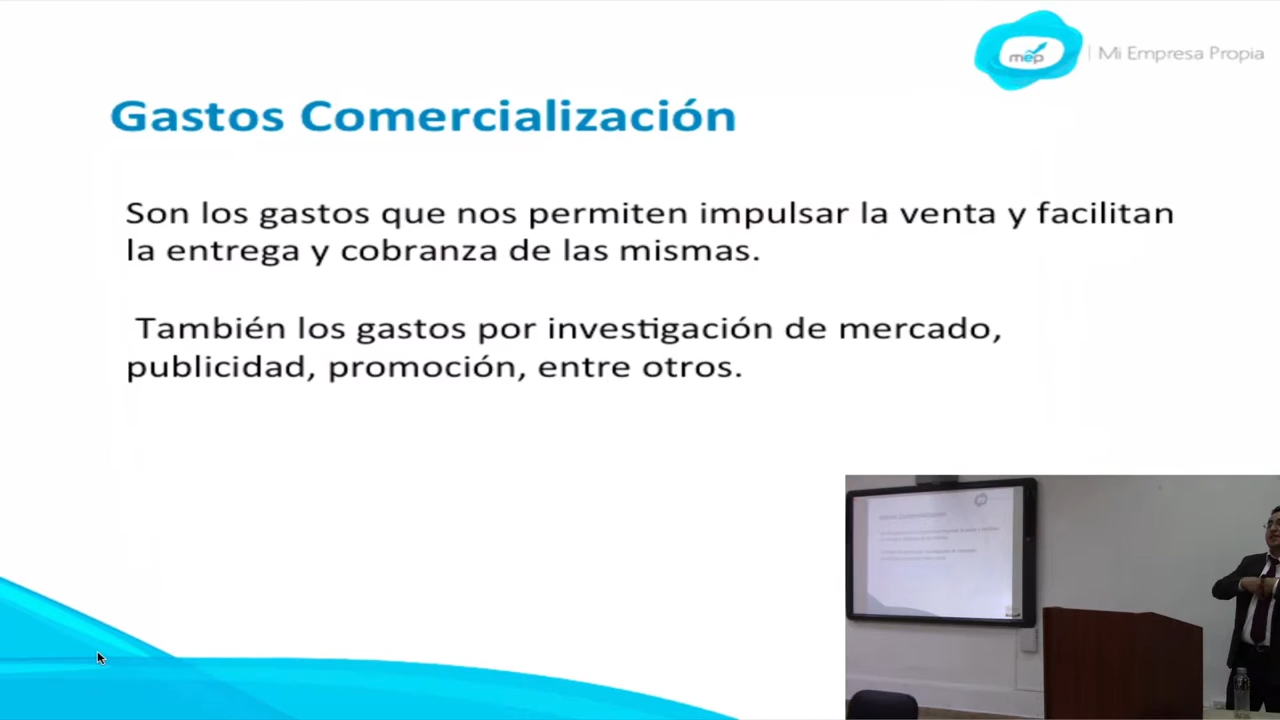 mep | Mi Empresa Propia
Gastos Comercialización
Son los gastos que nos permiten impulsar la venta y facilitan
la entrega y cobranza de las mismas.
También los gastos por investigación de mercado,
publicidad, promoción, entre otros.